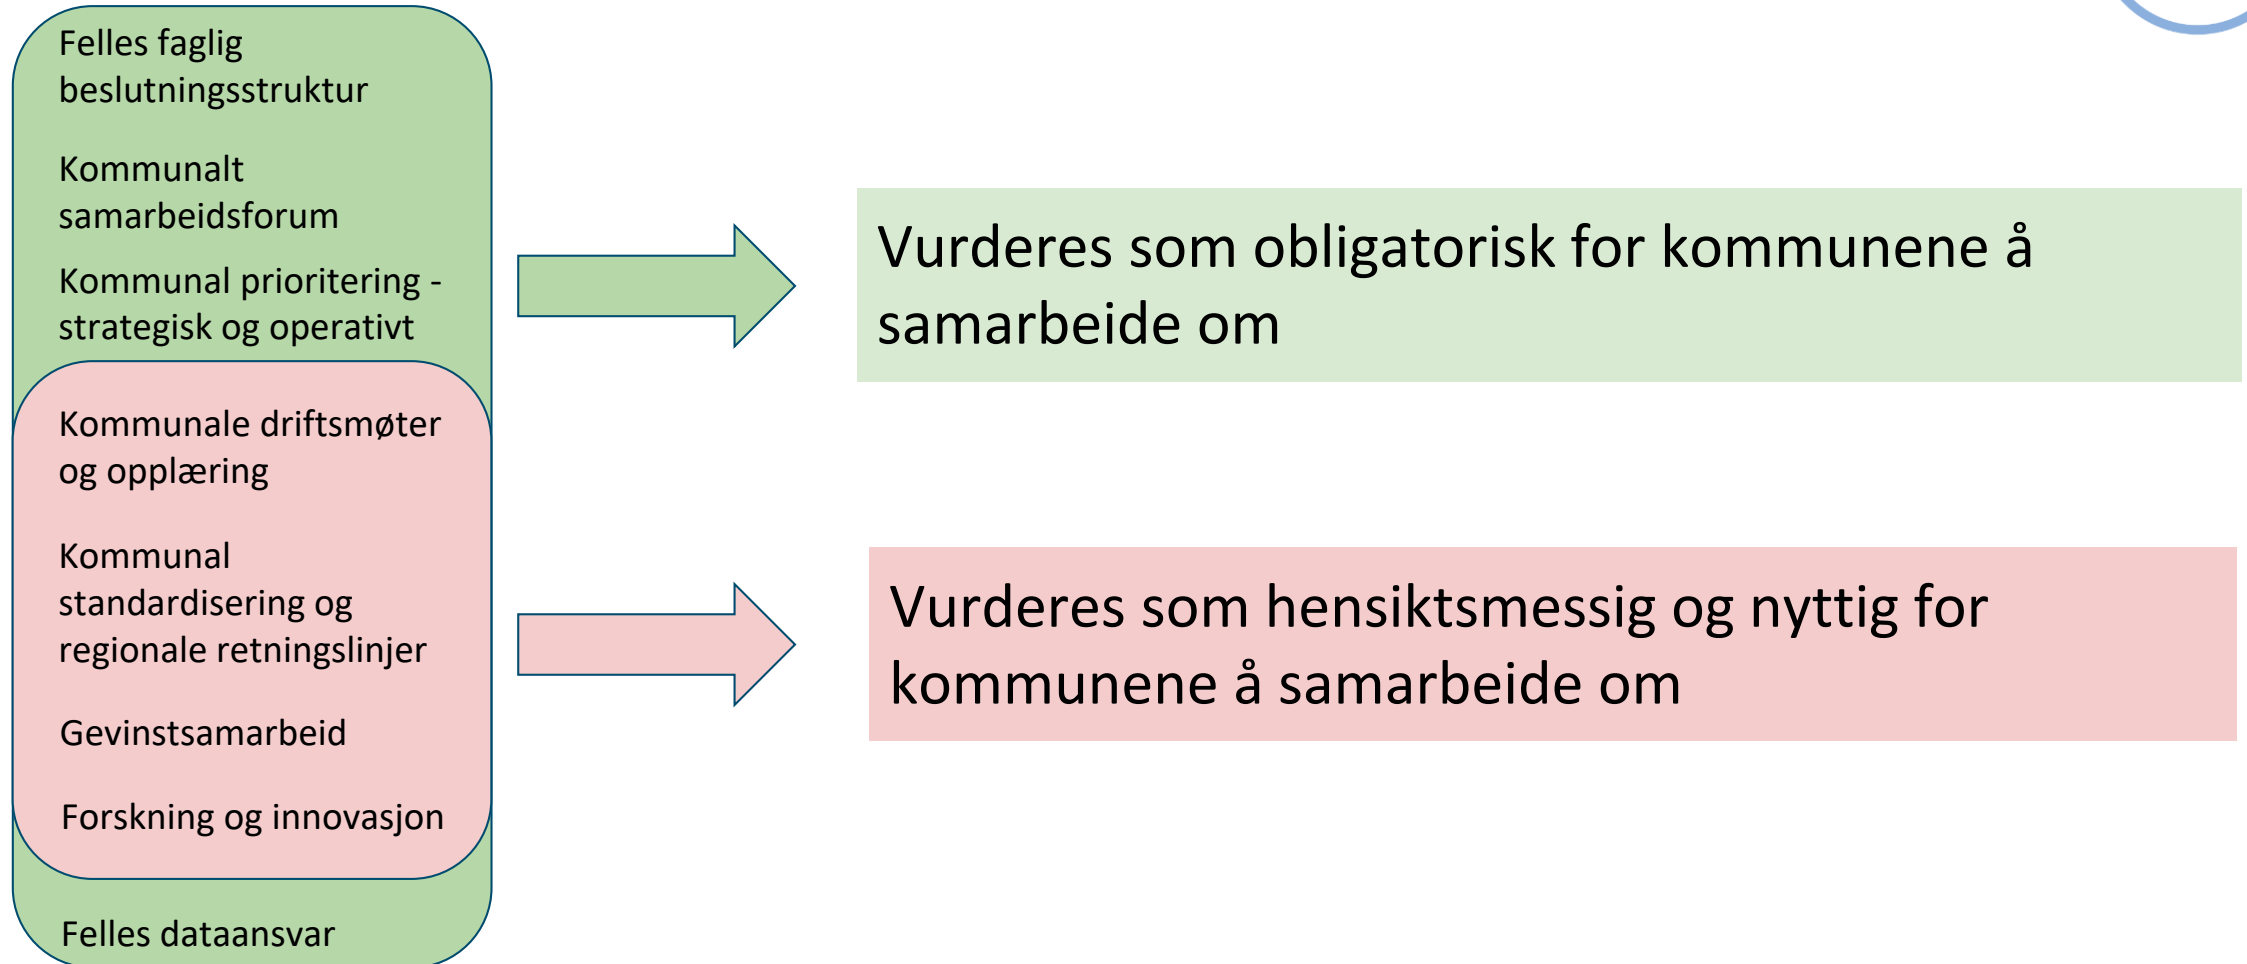 Felles faglig
beslutningsstruktur
Kommunalt
samarbeidsforum
Kommunal prioritering -
strategisk og operativt
Kommunale driftsmøter
og opplæring
Kommunal
standardisering og
regionale retningslinjer
Gevinstsamarbeid
Forskning og innovasjon
Felles dataansvar
Vurderes som obligatorisk for kommunene å
samarbeide om
Vurderes som hensiktsmessig og nyttig for
kommunene å samarbeide om